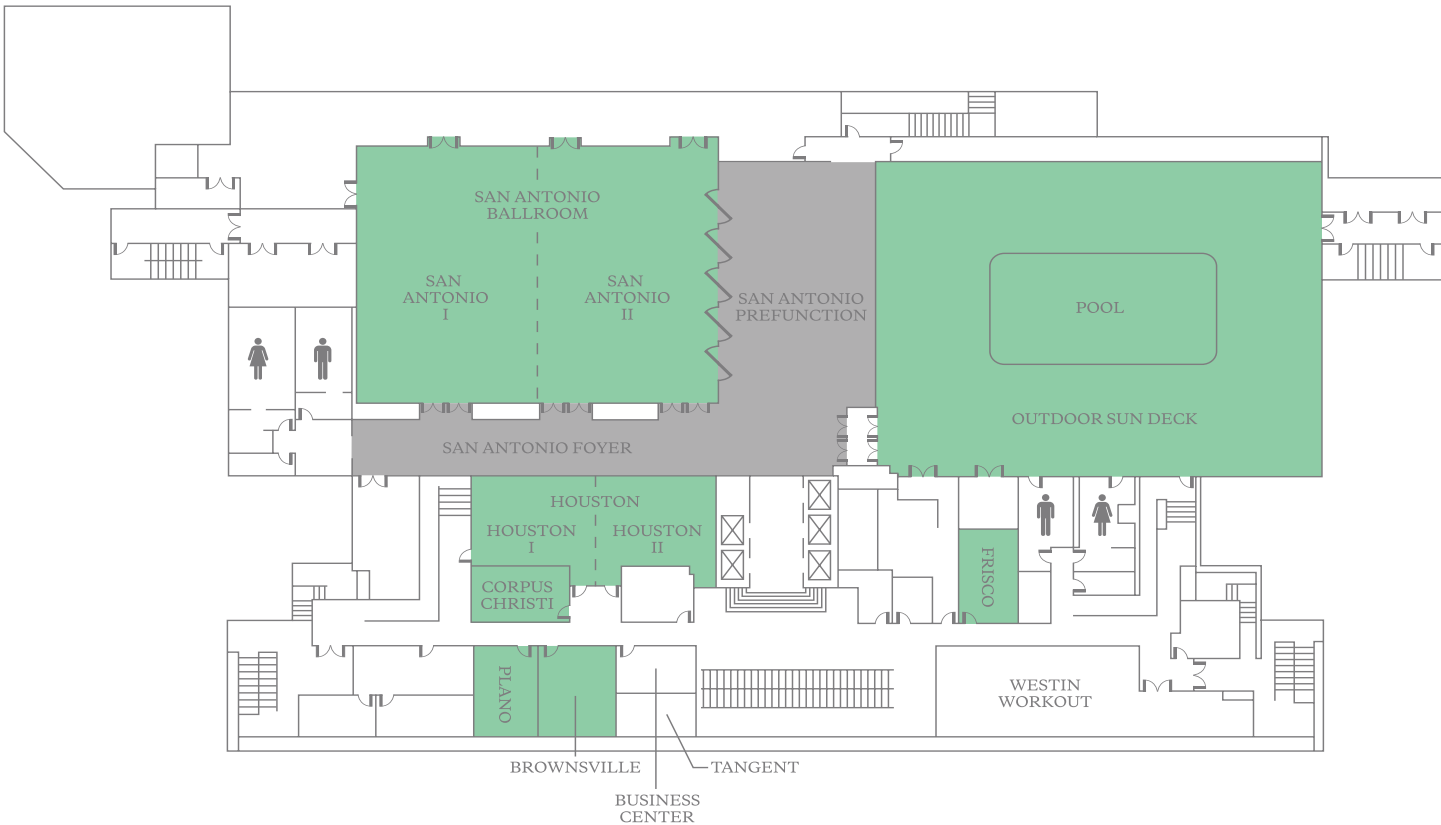 SAN ANTONIO
BALLROOM
SAN
ANTONIO
I
SAN
ANTONIO
II
SAN ANTONIO
PREFUNCTION
POOL
OUTDOOR SUN DECK
SAN ANTONIO FOYER
HOUSTON
HOUSTON
I
HOUSTON
II
CORPUS
CHRISTI
FRISCO
PLANO
WESTIN
WORKOUT
BROWNSVILLE
TANGENT
BUSINESS
CENTER